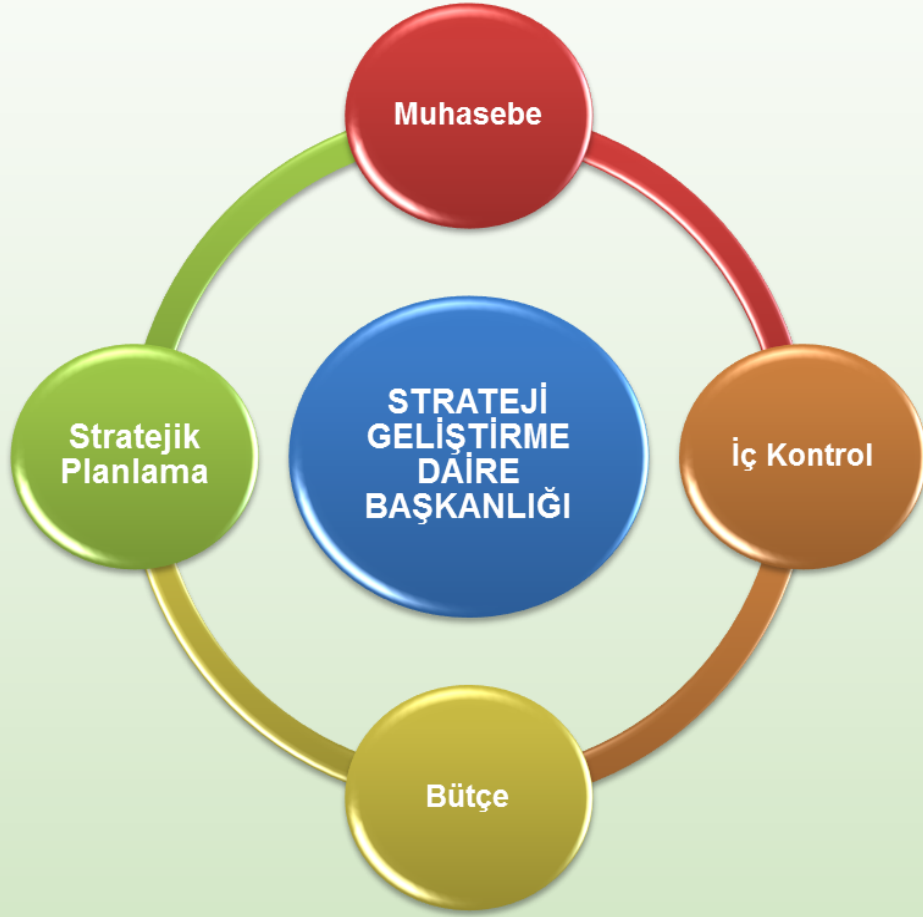 Muhasebe
STRATEJİ
GELİŞTİRME
DAİRE
BAŞKANLIĞI
Stratejik
Planlama
İç Kontrol
Bütçe